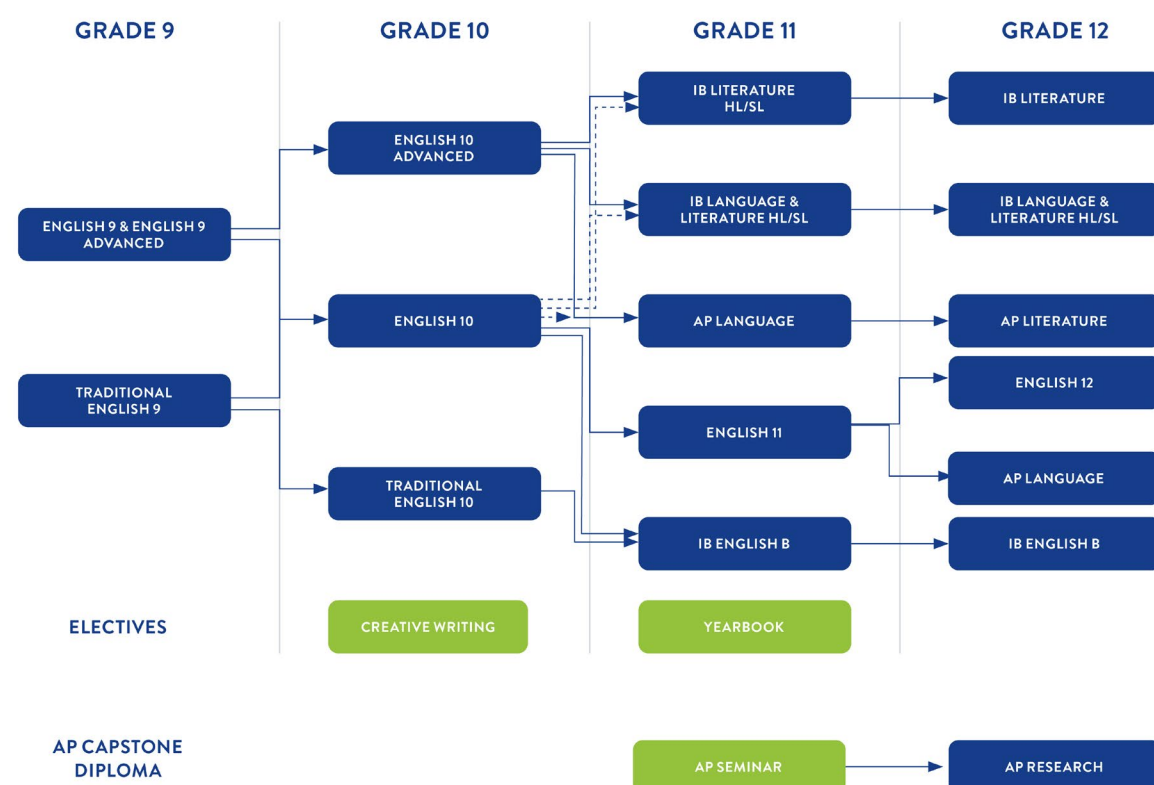 GRADE 9
GRADE 10
GRADE 11
GRADE 12
ENGLISH 9 & ENGLISH 9
ADVANCED
TRADITIONAL
ENGLISH 9
ENGLISH 10
ADVANCED
ENGLISH 10
TRADITIONAL
ENGLISH 10
IB LITERATURE
HL/SL
IB LANGUAGE &
LITERATURE HL/SL
AP LANGUAGE
ENGLISH 11
IB ENGLISH B
IB LITERATURE
IB LANGUAGE &
LITERATURE HL/SL
AP LITERATURE
ENGLISH 12
AP LANGUAGE
IB ENGLISH B
ELECTIVES
CREATIVE WRITING
YEARBOOK
AP CAPSTONE
DIPLOMA
AP SEMINAR
AP RESEARCH